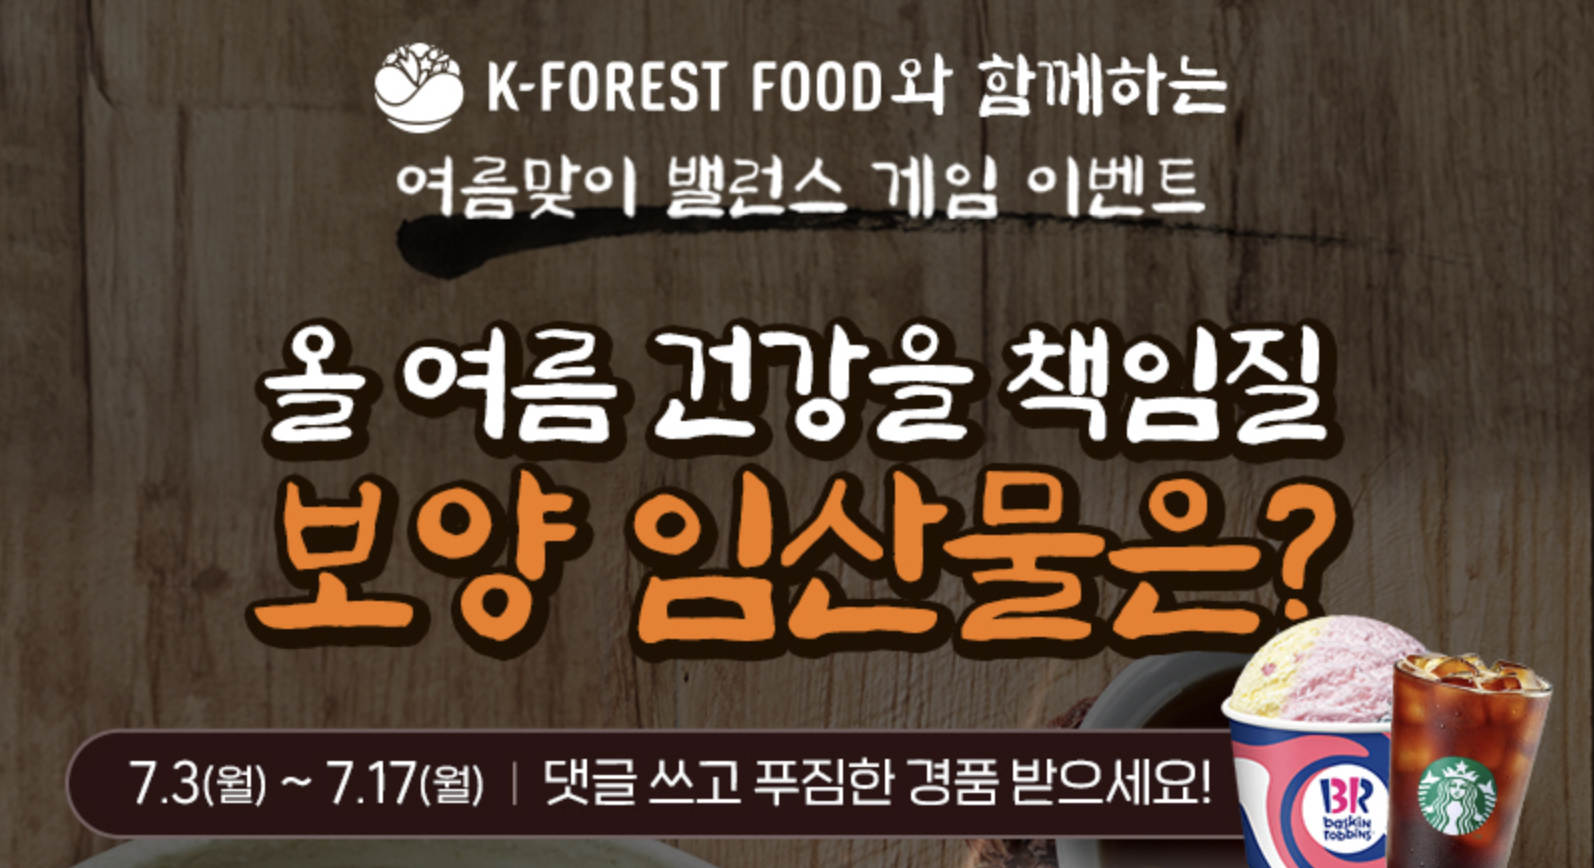 K-FOREST FOOD와 함께하는
여름맞이 밸런스 게임 이벤트
올 여름 건강을 책임질
보양 임산물은?
7.3(월) ~ 7.17(월) | 댓글 쓰고 푸짐한 경품 받으세요!
BR
baskin
robbins